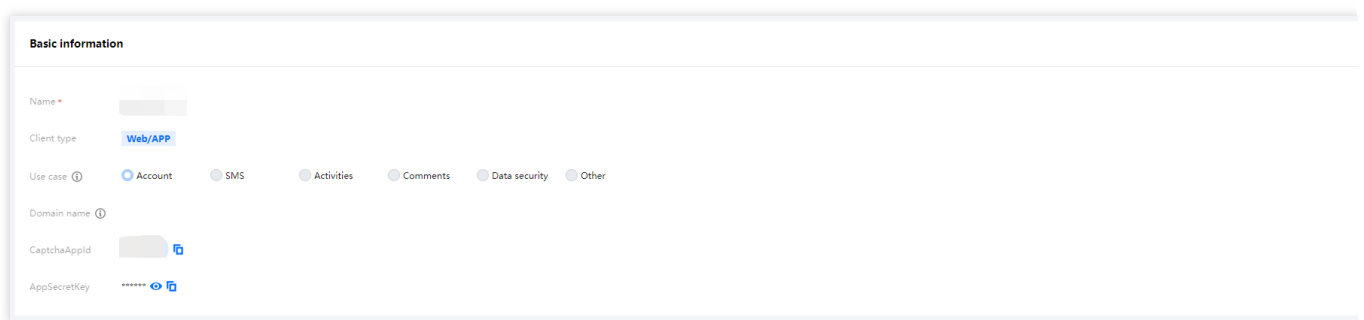 Basic information
Name *
Client type Web/APP
Use case Account SMS Activities Comments Data security Other
Domain name
CaptchaAppId
AppSecretKey ******